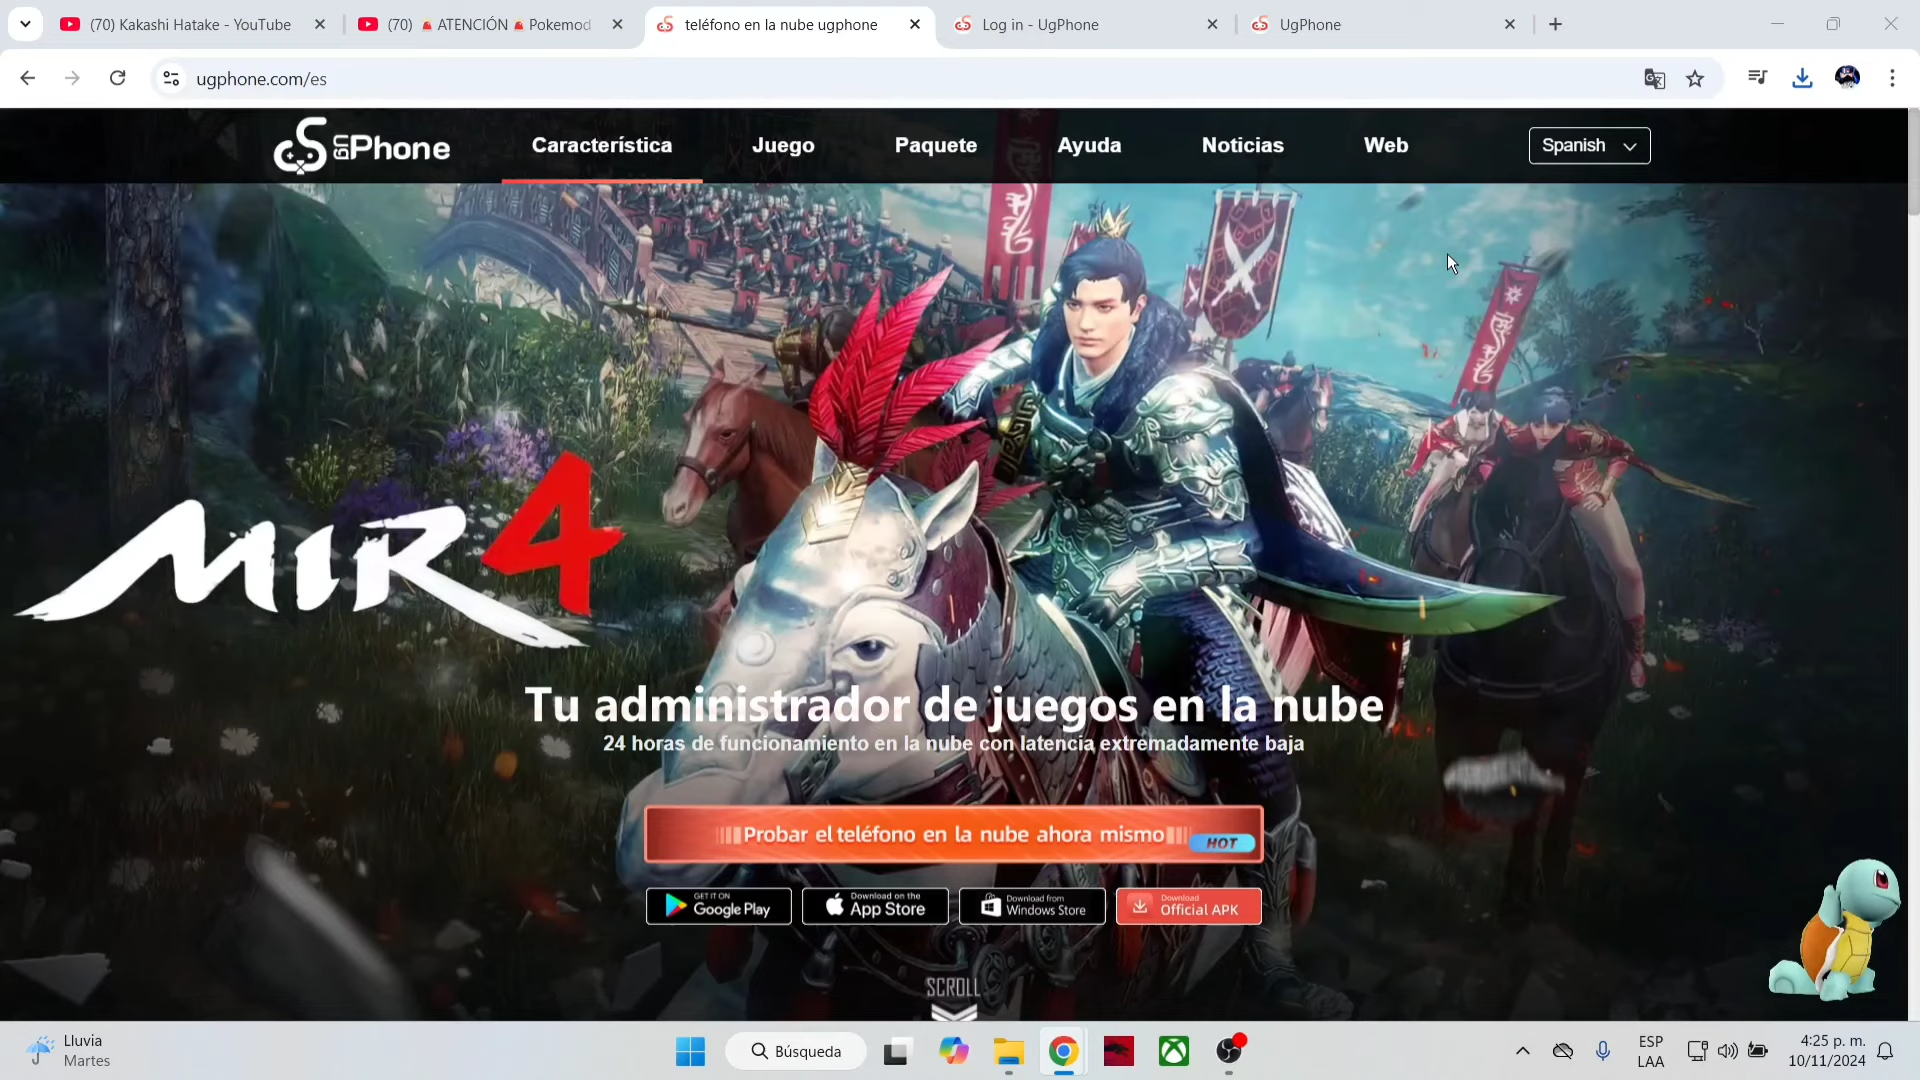 (70) Kakashi Hatake - YouTube
(70) 🚨 ATENCIÓN 🚨 Pokemod
teléfono en la nube ugphone
Log in - UgPhone
UgPhone
ugphone.com/es
UGPhone
Característica
Juego
Paquete
Ayuda
Noticias
Web
Spanish
MIR4
Tu administrador de juegos en la nube
24 horas de funcionamiento en la nube con latencia extremadamente baja
Probar el teléfono en la nube ahora mismo
HOT
GET IT ON
Google Play
Download on the
App Store
Download from
Windows Store
Download
Official APK
SCROLL
Lluvia
Martes
Búsqueda
ESP
LAA
4:25 p. m.
10/11/2024